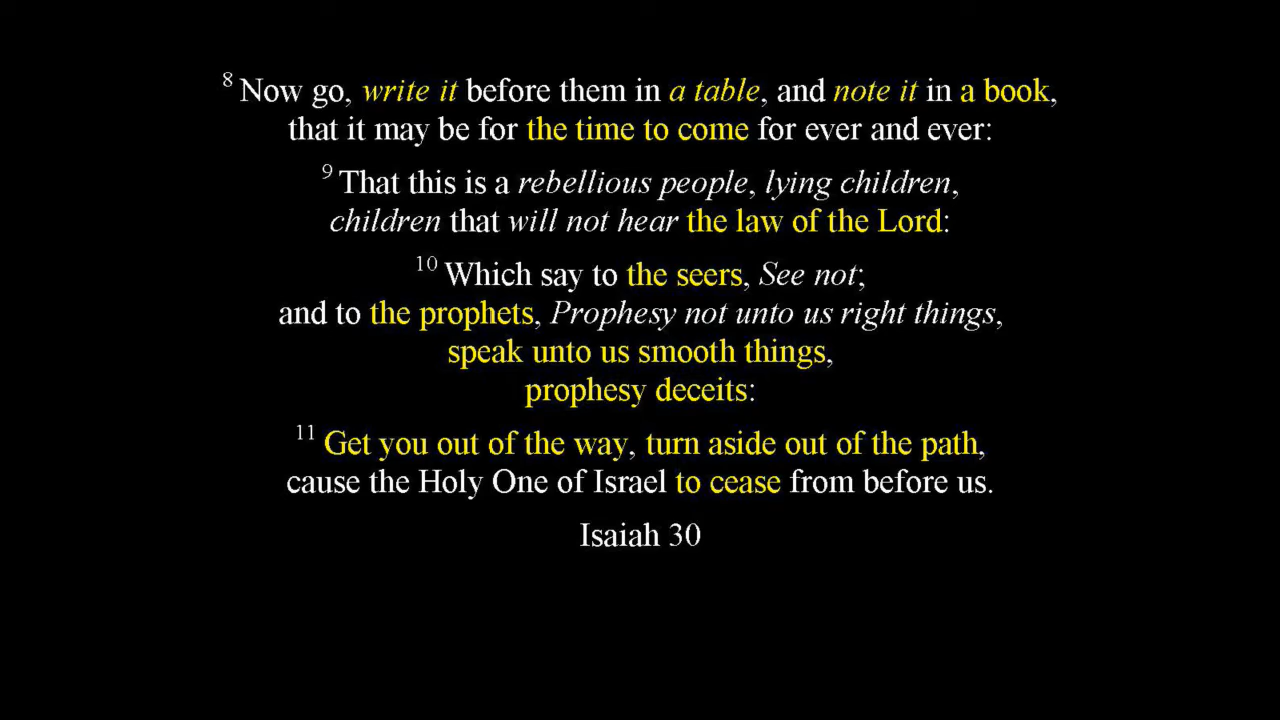 8 Now go, write it before them in a table, and note it in a book,
that it may be for the time to come for ever and ever:
9 That this is a rebellious people, lying children,
children that will not hear the law of the Lord:
10 Which say to the seers, See not;
and to the prophets, Prophesy not unto us right things,
speak unto us smooth things,
prophesy deceits:
11 Get you out of the way, turn aside out of the path,
cause the Holy One of Israel to cease from before us.
Isaiah 30